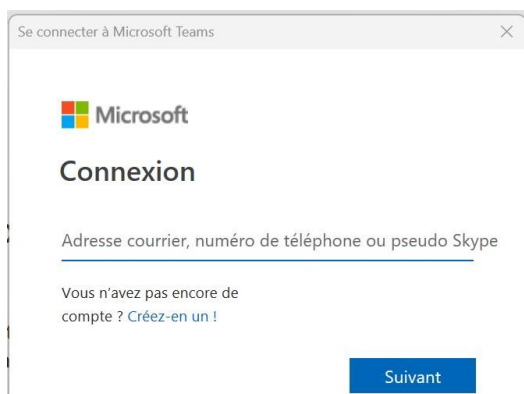 Se connecter à Microsoft Teams
Microsoft
Connexion
Adresse courrier, numéro de téléphone ou pseudo Skype
Vous n’avez pas encore de
compte ? Créez-en un !
Suivant